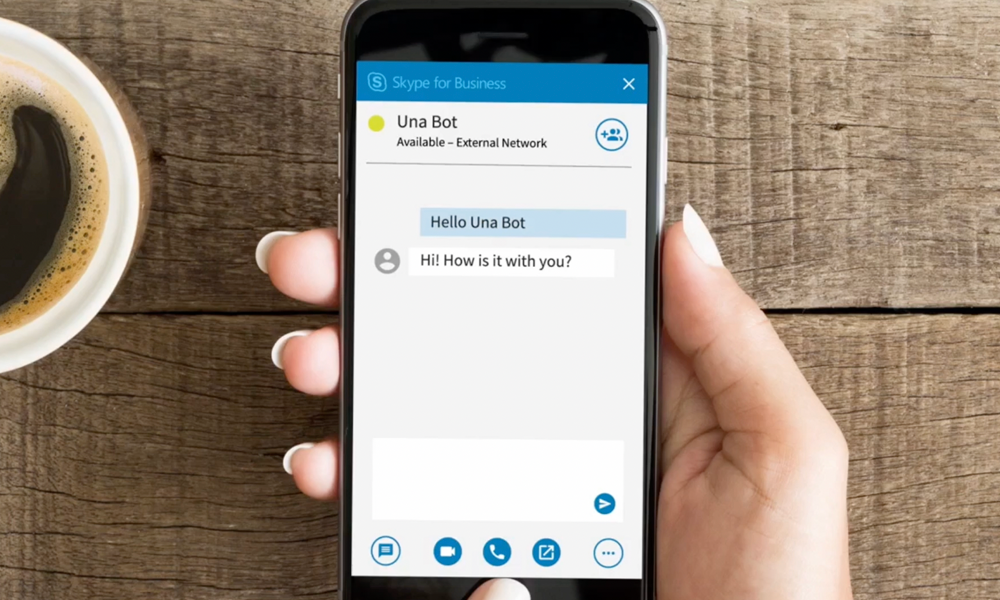 Skype for Business
Una Bot
Available – External Network
Hello Una Bot
Hi! How is it with you?